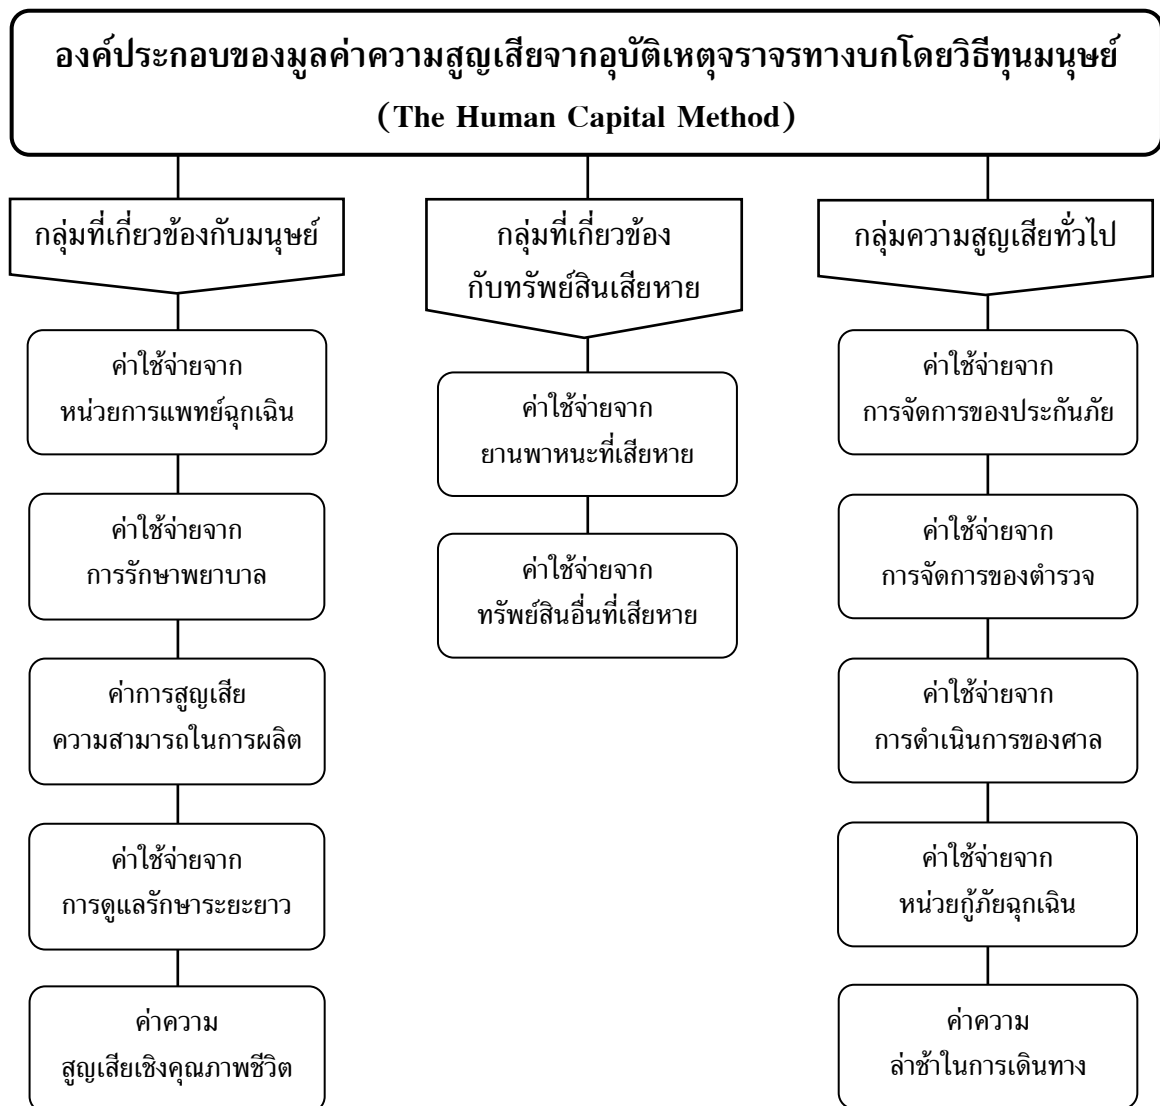 องค์ประกอบของมูลค่าความสูญเสียจากอุบัติเหตุจราจรทางบกโดยวิธีทุนมนุษย์
(The Human Capital Method)
กลุ่มที่เกี่ยวข้องกับมนุษย์
ค่าใช้จ่ายจาก
หน่วยการแพทย์ฉุกเฉิน
ค่าใช้จ่ายจาก
การรักษาพยาบาล
ค่าการสูญเสีย
ความสามารถในการผลิต
ค่าใช้จ่ายจาก
การดูแลรักษาระยะยาว
ค่าความ
สูญเสียเชิงคุณภาพชีวิต
กลุ่มที่เกี่ยวข้อง
กับทรัพย์สินเสียหาย
ค่าใช้จ่ายจาก
ยานพาหนะที่เสียหาย
ค่าใช้จ่ายจาก
ทรัพย์สินอื่นที่เสียหาย
กลุ่มความสูญเสียทั่วไป
ค่าใช้จ่ายจาก
การจัดการของประกันภัย
ค่าใช้จ่ายจาก
การจัดการของตำรวจ
ค่าใช้จ่ายจาก
การดำเนินการของศาล
ค่าใช้จ่ายจาก
หน่วยกู้ภัยฉุกเฉิน
ค่าความ
ล่าช้าในการเดินทาง